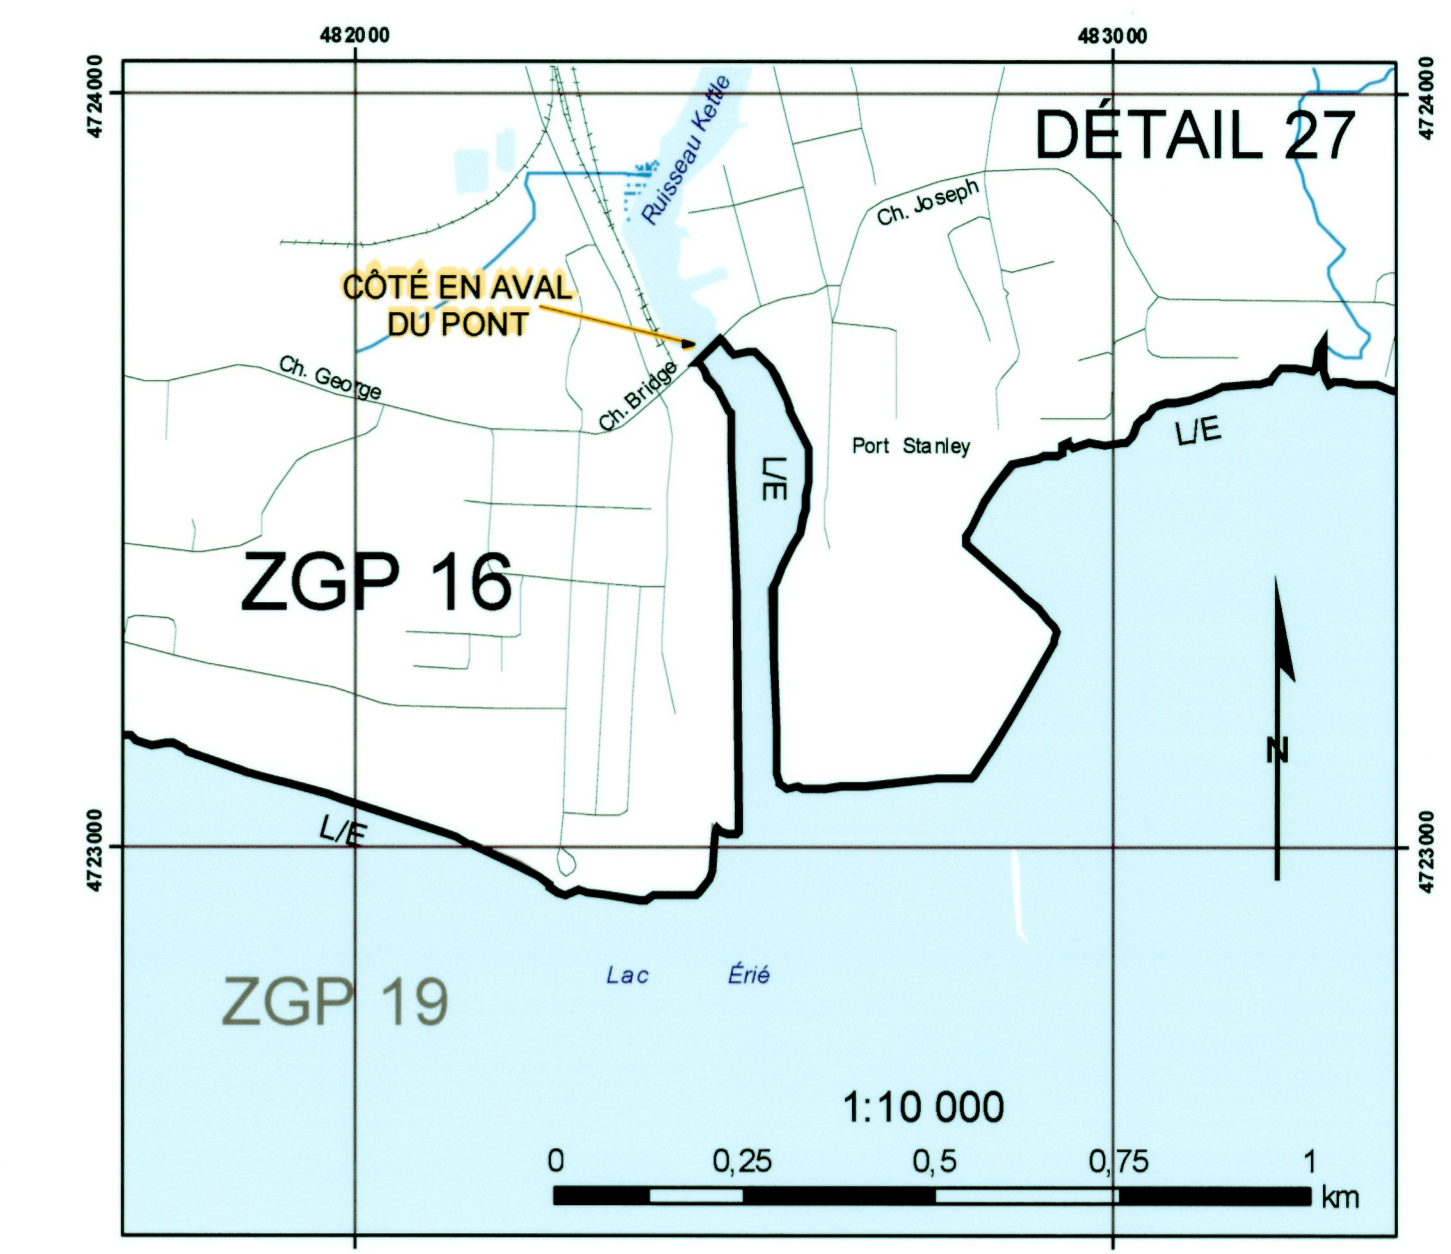 482000
483000
4724000
4724000
DÉTAIL 27
Ruisseau Kettle
Ch. Joseph
CÔTÉ EN AVAL
DU PONT
Ch. George
Ch. Bridge
L/E
Port Stanley
L/E
ZGP 16
N
L/E
4723000
4723000
ZGP 19
Lac Érié
1:10 000
0 0,25 0,5 0,75 1
km